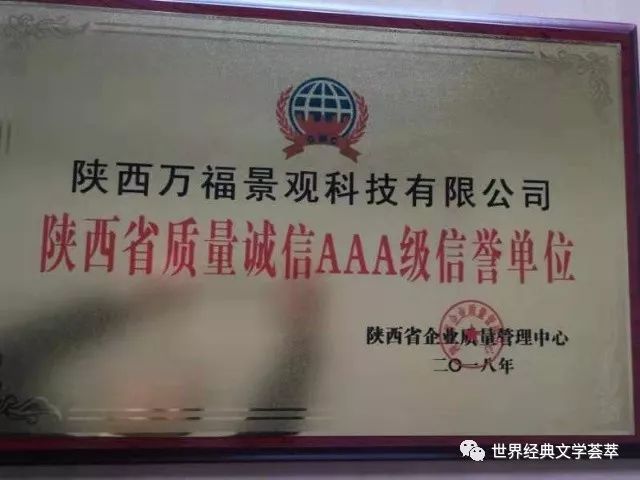 陕西万福景观科技有限公司
陕西省质量诚信AAA级信誉单位
陕西省企业质量管理中心
二〇一八年
世界经典文学荟萃